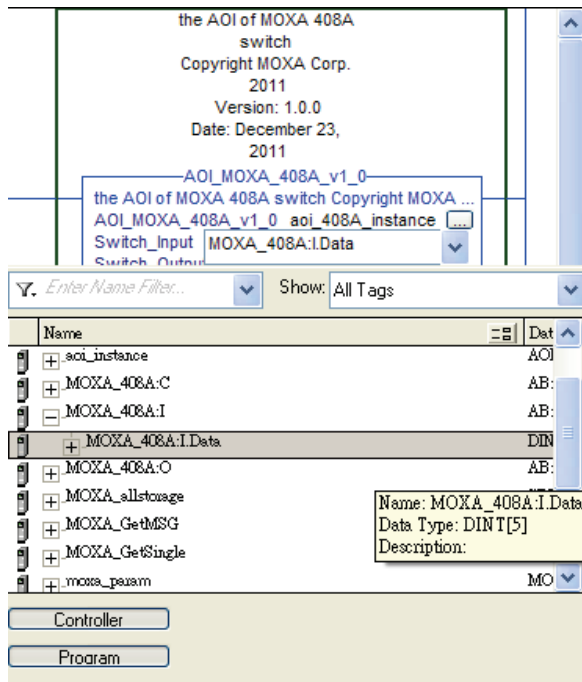 the AOI of MOXA 408A
switch
Copyright MOXA Corp.
2011
Version: 1.0.0
Date: December 23,
2011
AOI_MOXA_408A_v1_0
the AOI of MOXA 408A switch Copyright MOXA ...
AOI_MOXA_408A_v1_0 aoi_408A_instance ...
Switch_Input MOXA_408A:I.Data
Switch_Output
Enter Name Filter... Show: All Tags
Name Dat
aoi_instance AOI
MOXA_408A:C AB:
MOXA_408A:I AB:
MOXA_408A:I.Data DIN
MOXA_408A:O AB:
MOXA_allstorage
MOXA_GetMSG
MOXA_GetSingle
moxa_param MO
Name: MOXA_408A:I.Data
Data Type: DINT[5]
Description:
Controller
Program